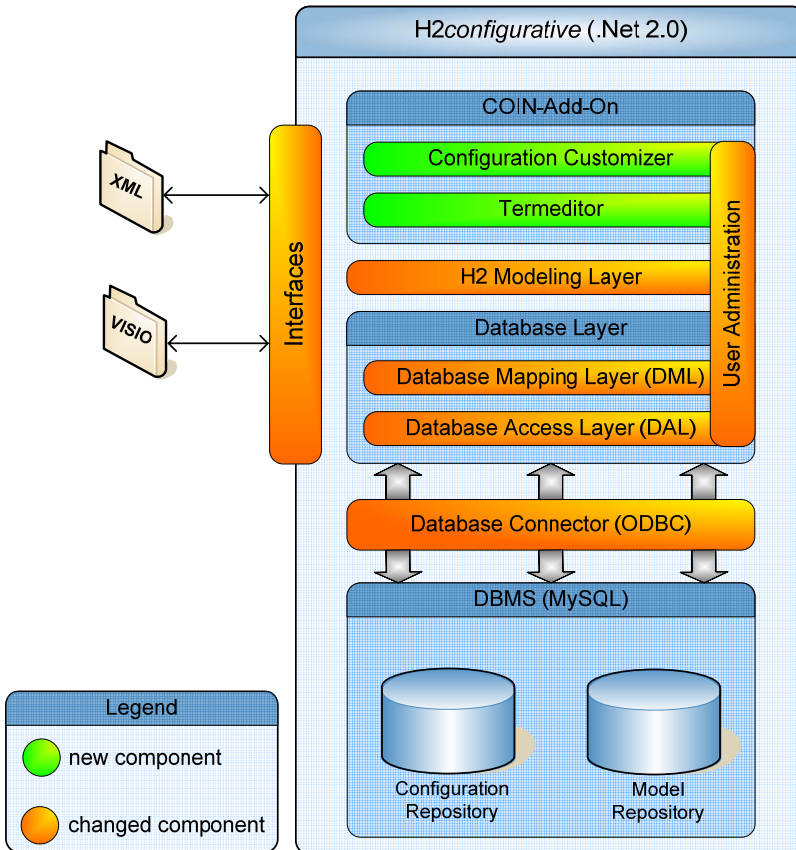 H2configurative (.Net 2.0)
COIN-Add-On
Configuration Customizer
Termeditor
H2 Modeling Layer
Database Layer
Database Mapping Layer (DML)
Database Access Layer (DAL)
User Administration
Interfaces
XML
VISIO
Database Connector (ODBC)
DBMS (MySQL)
Configuration
Repository
Model
Repository
Legend
new component
changed component